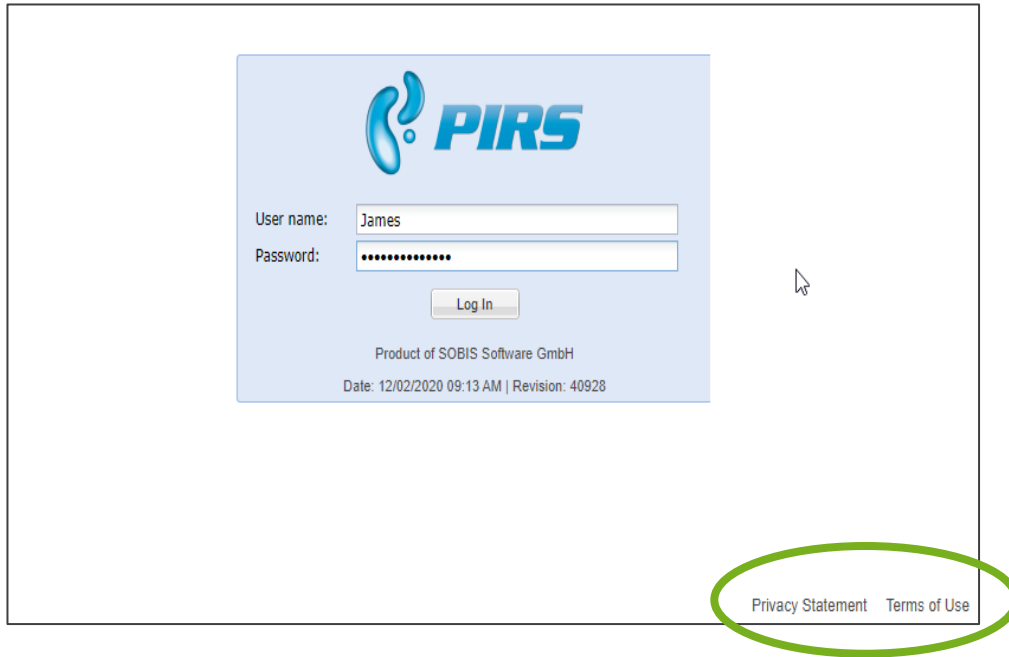 PIRS
User name: James
Password: ••••••••••••••
Log In
Product of SOBIS Software GmbH
Date: 12/02/2020 09:13 AM | Revision: 40928
Privacy Statement Terms of Use